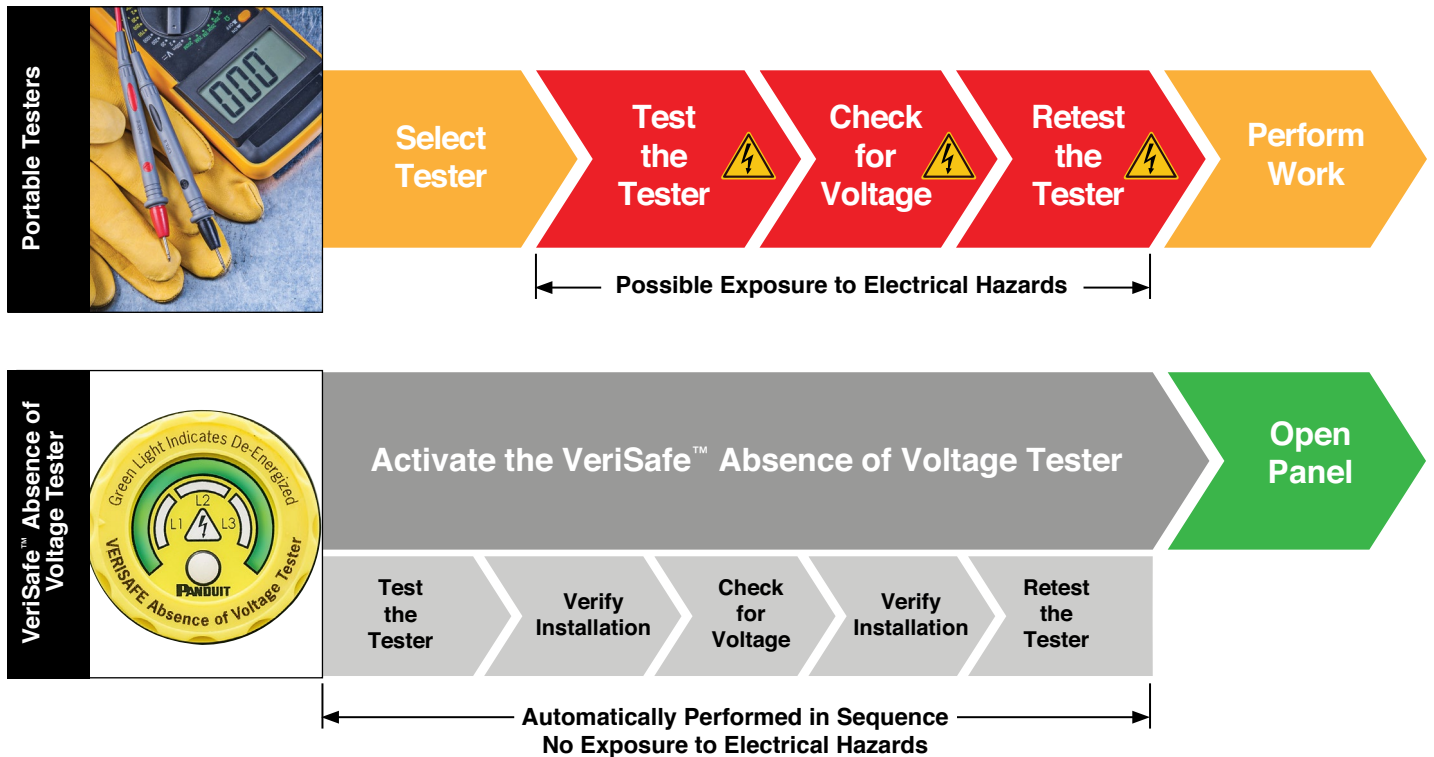 Portable Testers
000
Select
Tester
Test
the
Tester
Check
for
Voltage
Retest
the
Tester
Perform
Work
Possible Exposure to Electrical Hazards
VeriSafe™ Absence of
Voltage Tester
Green Light Indicates De-Energized
L1
L2
L3
PANDUIT
VERISAFE Absence of Voltage Tester
Activate the VeriSafe™ Absence of Voltage Tester
Open
Panel
Test
the
Tester
Verify
Installation
Check
for
Voltage
Verify
Installation
Retest
the
Tester
Automatically Performed in Sequence
No Exposure to Electrical Hazards